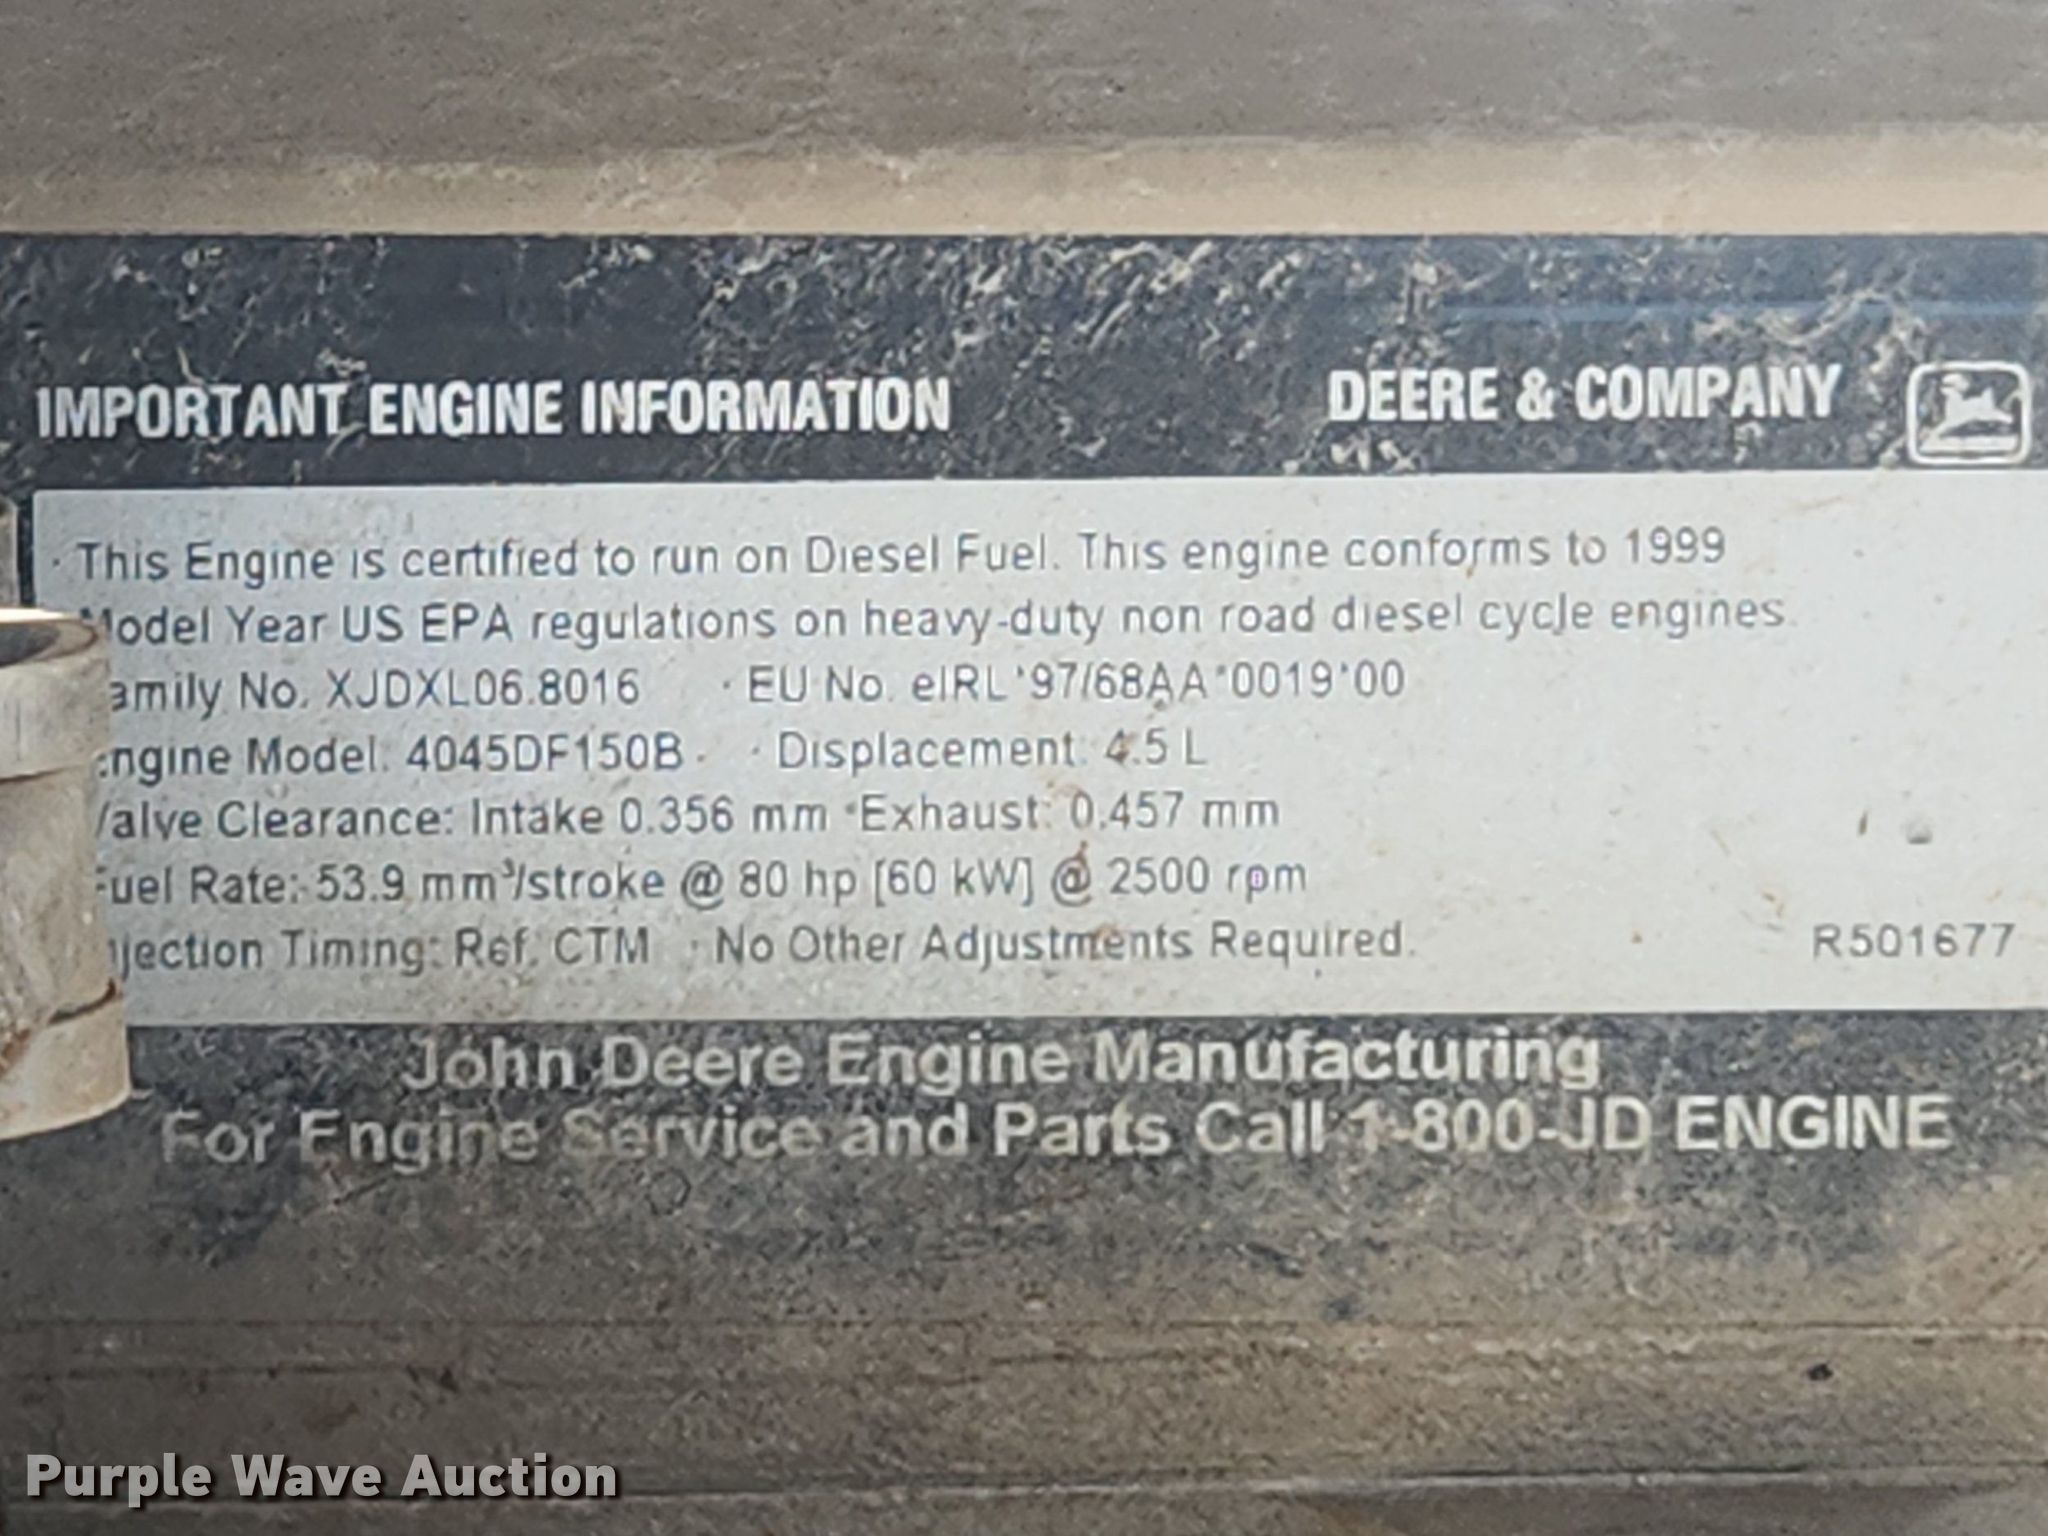 IMPORTANT ENGINE INFORMATION DEERE & COMPANY
· This Engine is certified to run on Diesel Fuel. This engine conforms to 1999
Model Year US EPA regulations on heavy-duty non road diesel cycle engines.
amily No. XJDXL06.8016 · EU No. eIRL*97/68AA*0019*00
ngine Model: 4045DF150B · Displacement: 4.5 L
Valve Clearance: Intake 0.356 mm · Exhaust: 0.457 mm
Fuel Rate: 53.9 mm³/stroke @ 80 hp [60 kW] @ 2500 rpm
njection Timing: Ref. CTM · No Other Adjustments Required. R501677
John Deere Engine Manufacturing
For Engine Service and Parts Call 1-800-JD ENGINE
Purple Wave Auction